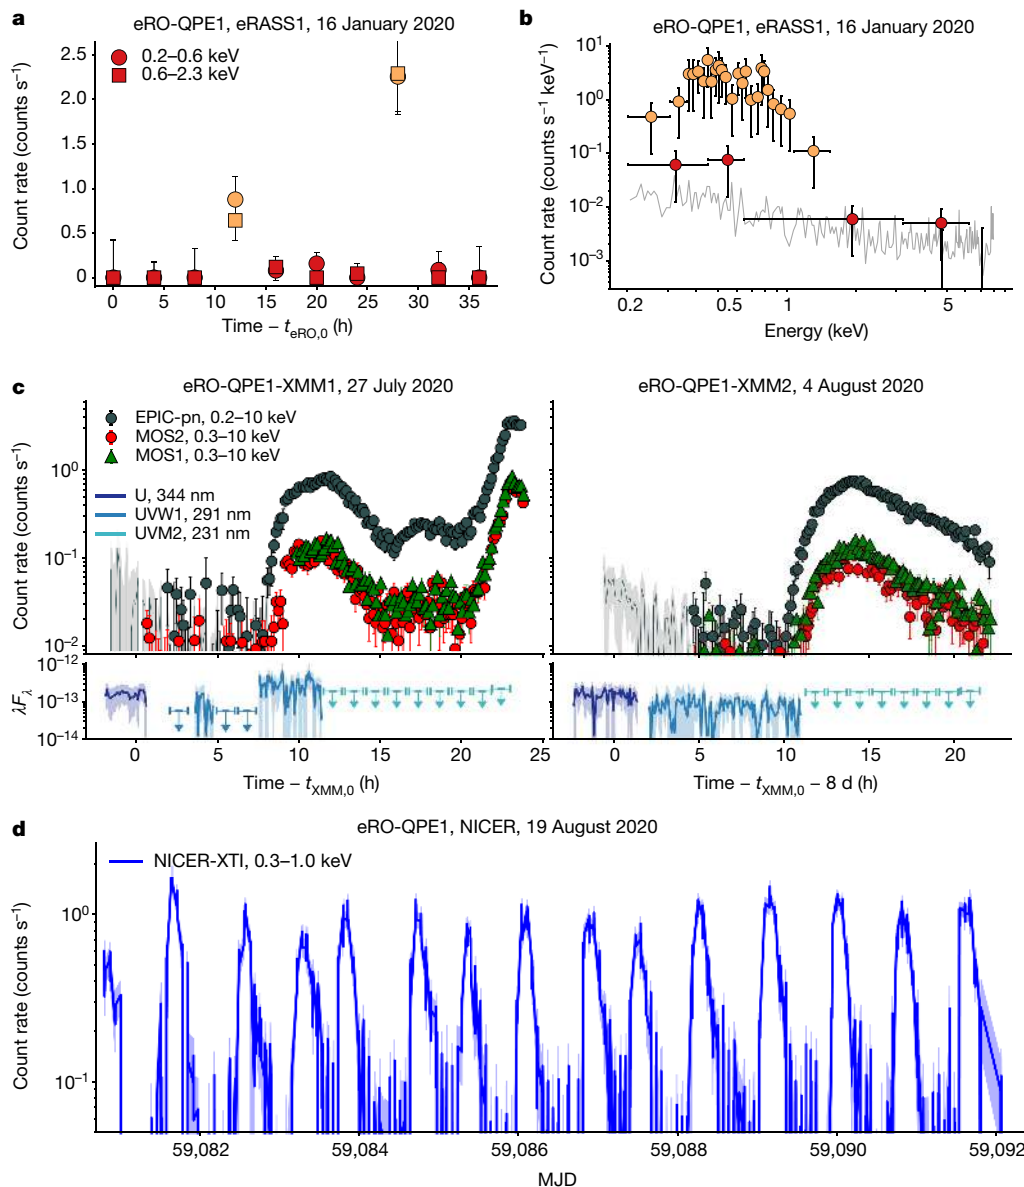 a
eRO-QPE1, eRASS1, 16 January 2020
0.2–0.6 keV
0.6–2.3 keV
Count rate (counts s⁻¹)
2.5
2.0
1.5
1.0
0.5
0
0 5 10 15 20 25 30 35
Time – t_eRO,0 (h)
b
eRO-QPE1, eRASS1, 16 January 2020
Count rate (counts s⁻¹ keV⁻¹)
10¹
10⁰
10⁻¹
10⁻²
10⁻³
0.2 0.5 1 5
Energy (keV)
c
eRO-QPE1-XMM1, 27 July 2020
eRO-QPE1-XMM2, 4 August 2020
EPIC-pn, 0.2–10 keV
MOS2, 0.3–10 keV
MOS1, 0.3–10 keV
U, 344 nm
UVW1, 291 nm
UVM2, 231 nm
Count rate (counts s⁻¹)
10⁰
10⁻¹
10⁻²
λF_λ
10⁻¹²
10⁻¹³
10⁻¹⁴
0 5 10 15 20 25
0 5 10 15 20
Time – t_XMM,0 (h)
Time – t_XMM,0 – 8 d (h)
d
eRO-QPE1, NICER, 19 August 2020
NICER-XTI, 0.3–1.0 keV
Count rate (counts s⁻¹)
10⁰
10⁻¹
59,082 59,084 59,086 59,088 59,090 59,092
MJD